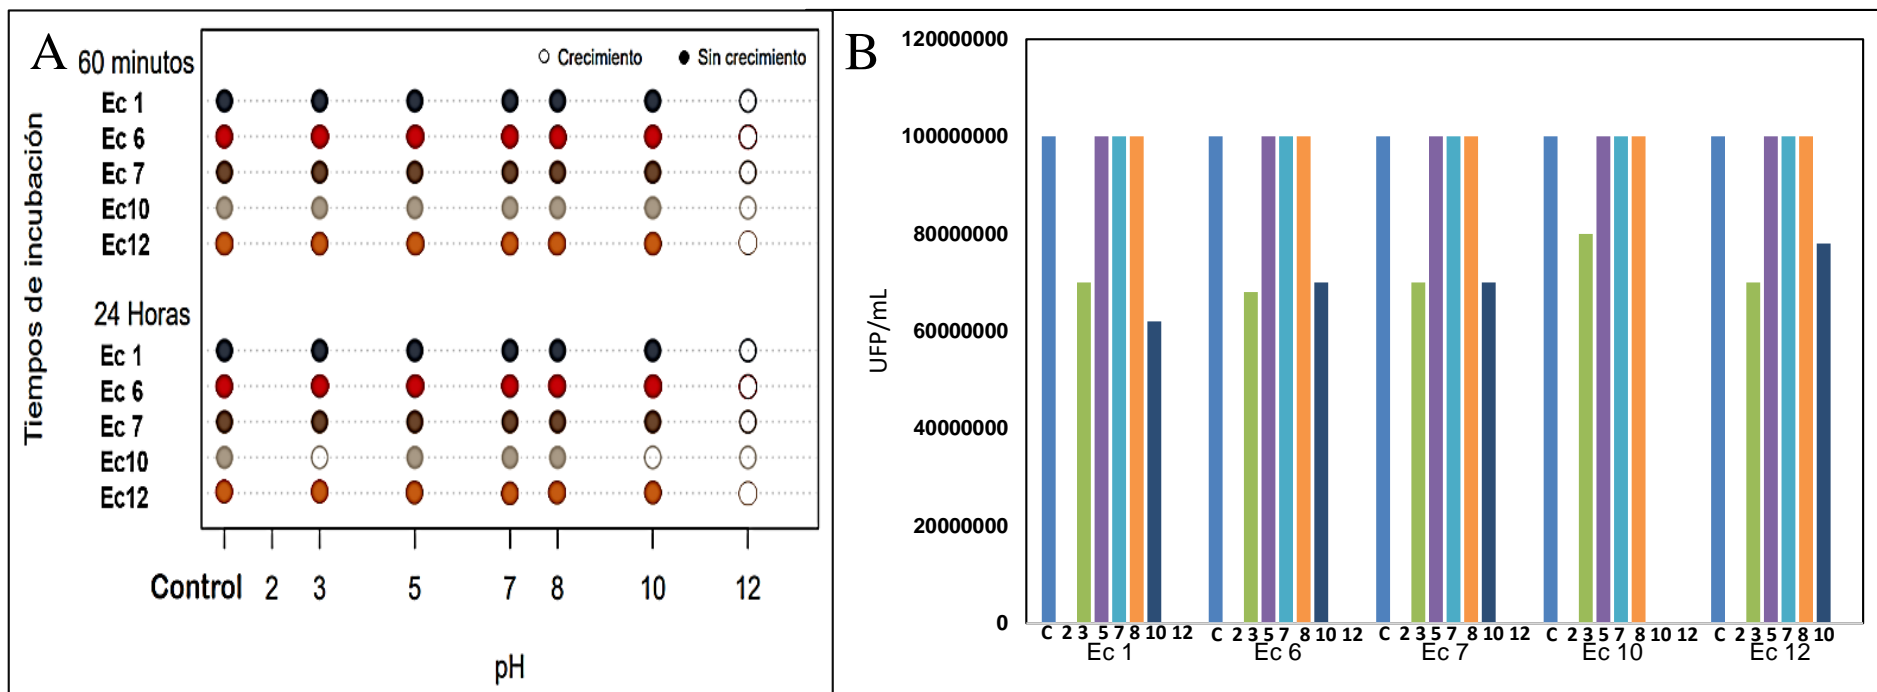 A
60 minutos
Crecimiento
Sin crecimiento
Tiempos de incubación
Ec 1
Ec 6
Ec 7
Ec10
Ec12
24 Horas
Ec 1
Ec 6
Ec 7
Ec10
Ec12
Control 2 3 5 7 8 10 12
pH
B
UFP/mL
120000000
100000000
80000000
60000000
40000000
20000000
0
C 2 3 5 7 8 10 12 C 2 3 5 7 8 10 12 C 2 3 5 7 8 10 12 C 2 3 5 7 8 10 12 C 2 3 5 7 8 10
Ec 1 Ec 6 Ec 7 Ec 10 Ec 12